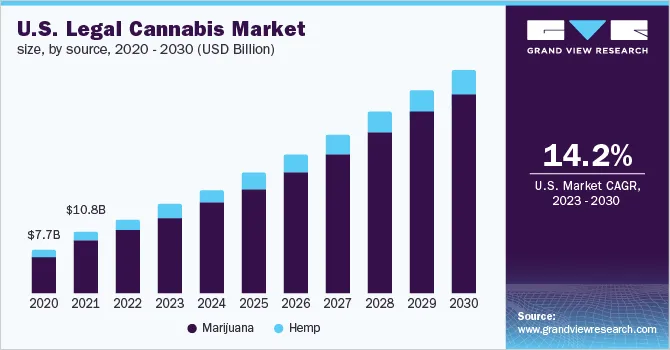 U.S. Legal Cannabis Market
size, by source, 2020 - 2030 (USD Billion)
$7.7B
$10.8B
2020 2021 2022 2023 2024 2025 2026 2027 2028 2029 2030
Marijuana Hemp
GRAND VIEW RESEARCH
14.2%
U.S. Market CAGR,
2023 - 2030
Source:
www.grandviewresearch.com